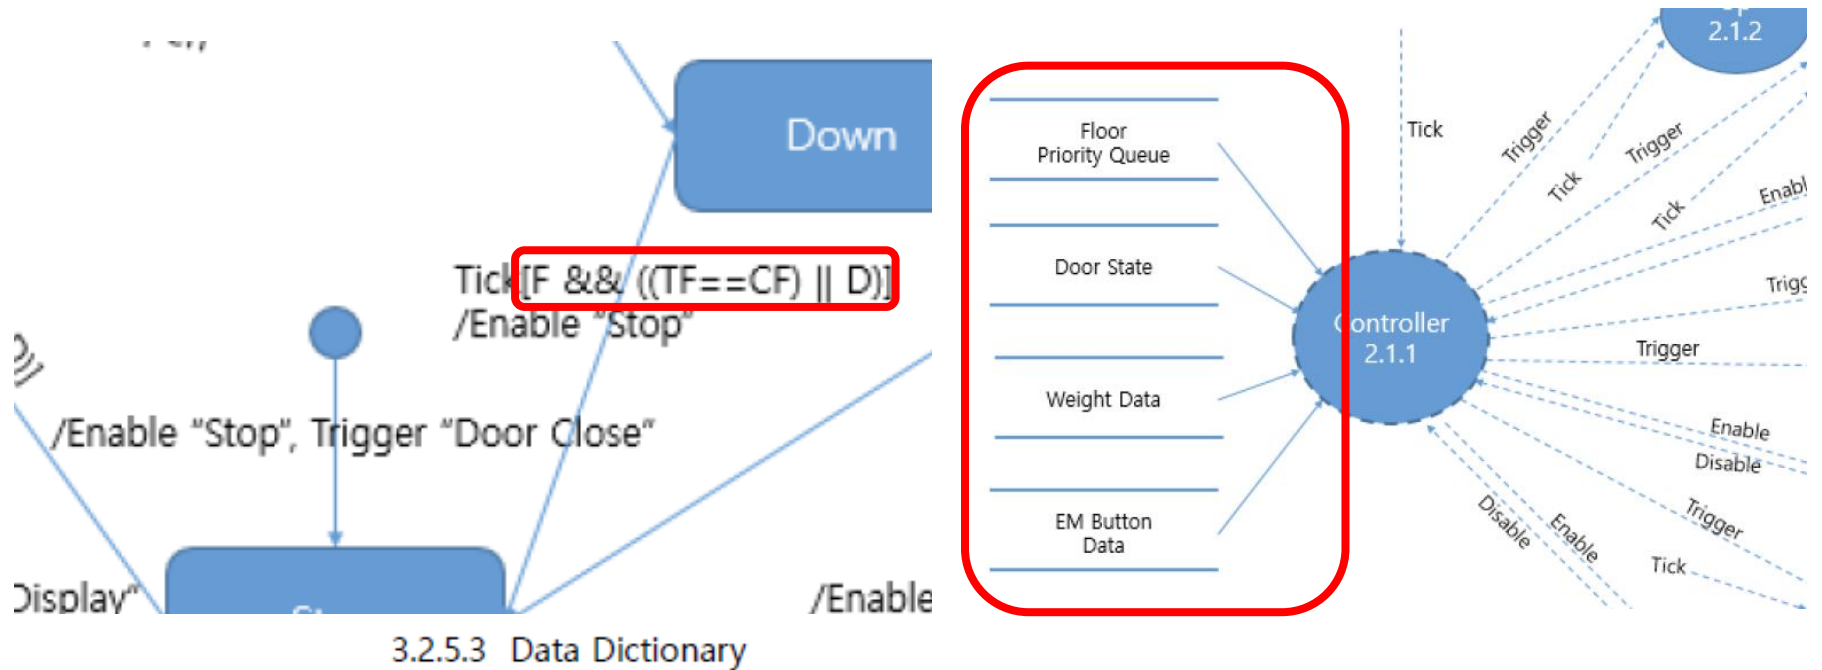 Down
Tick[F && ((TF==CF) || D)]
/Enable "Stop"
/Enable "Stop", Trigger "Door Close"
Display"
/Enable
3.2.5.3 Data Dictionary
Floor
Priority Queue
Door State
Weight Data
EM Button
Data
Tick
Controller
2.1.1
2.1.2
Trigger
Tick
Trigger
Tick
Enabl
Trigg
Trigger
Enable
Disable
Trigger
Tick
Enable
Disable